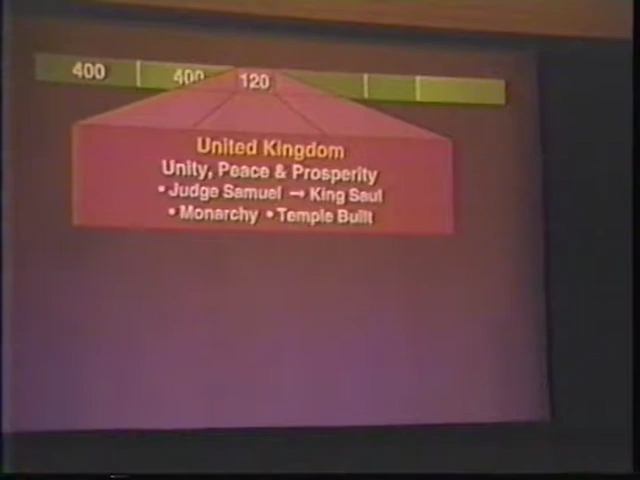 400 400 120
United Kingdom
Unity, Peace & Prosperity
• Judge Samuel → King Saul
• Monarchy • Temple Built